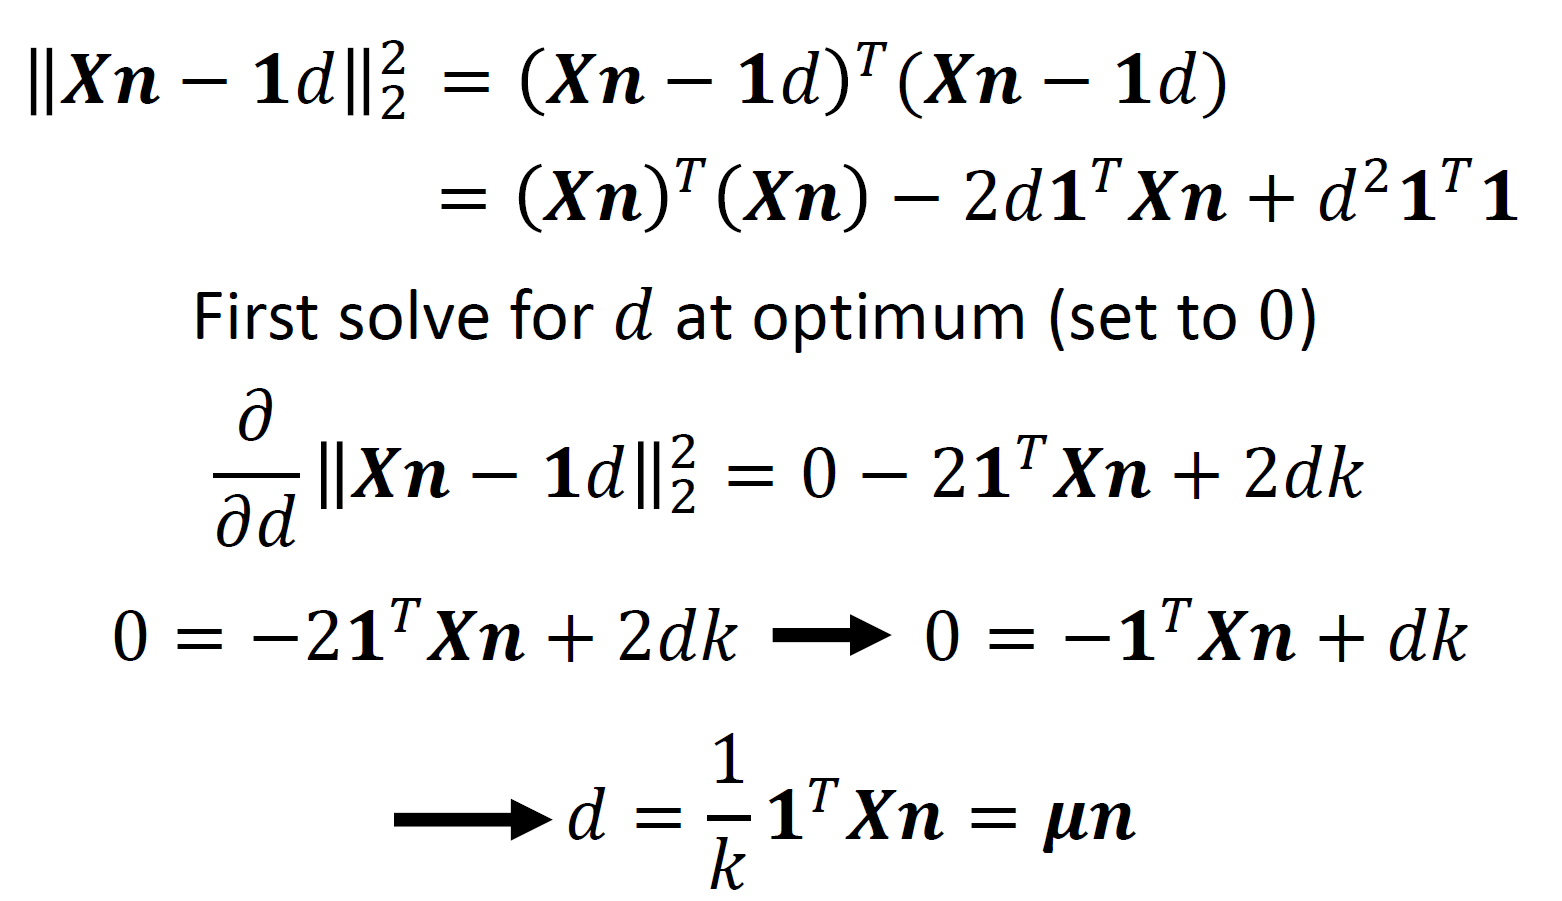 ‖𝑿𝒏 − 𝟏𝑑‖₂² = (𝑿𝒏 − 𝟏𝑑)ᵀ(𝑿𝒏 − 𝟏𝑑)
= (𝑿𝒏)ᵀ(𝑿𝒏) − 2𝑑𝟏ᵀ𝑿𝒏 + 𝑑²𝟏ᵀ𝟏
First solve for 𝑑 at optimum (set to 0)
∂/∂𝑑 ‖𝑿𝒏 − 𝟏𝑑‖₂² = 0 − 2𝟏ᵀ𝑿𝒏 + 2𝑑𝑘
0 = −2𝟏ᵀ𝑿𝒏 + 2𝑑𝑘 → 0 = −𝟏ᵀ𝑿𝒏 + 𝑑𝑘
→ 𝑑 = 1/𝑘 𝟏ᵀ𝑿𝒏 = 𝝁𝒏